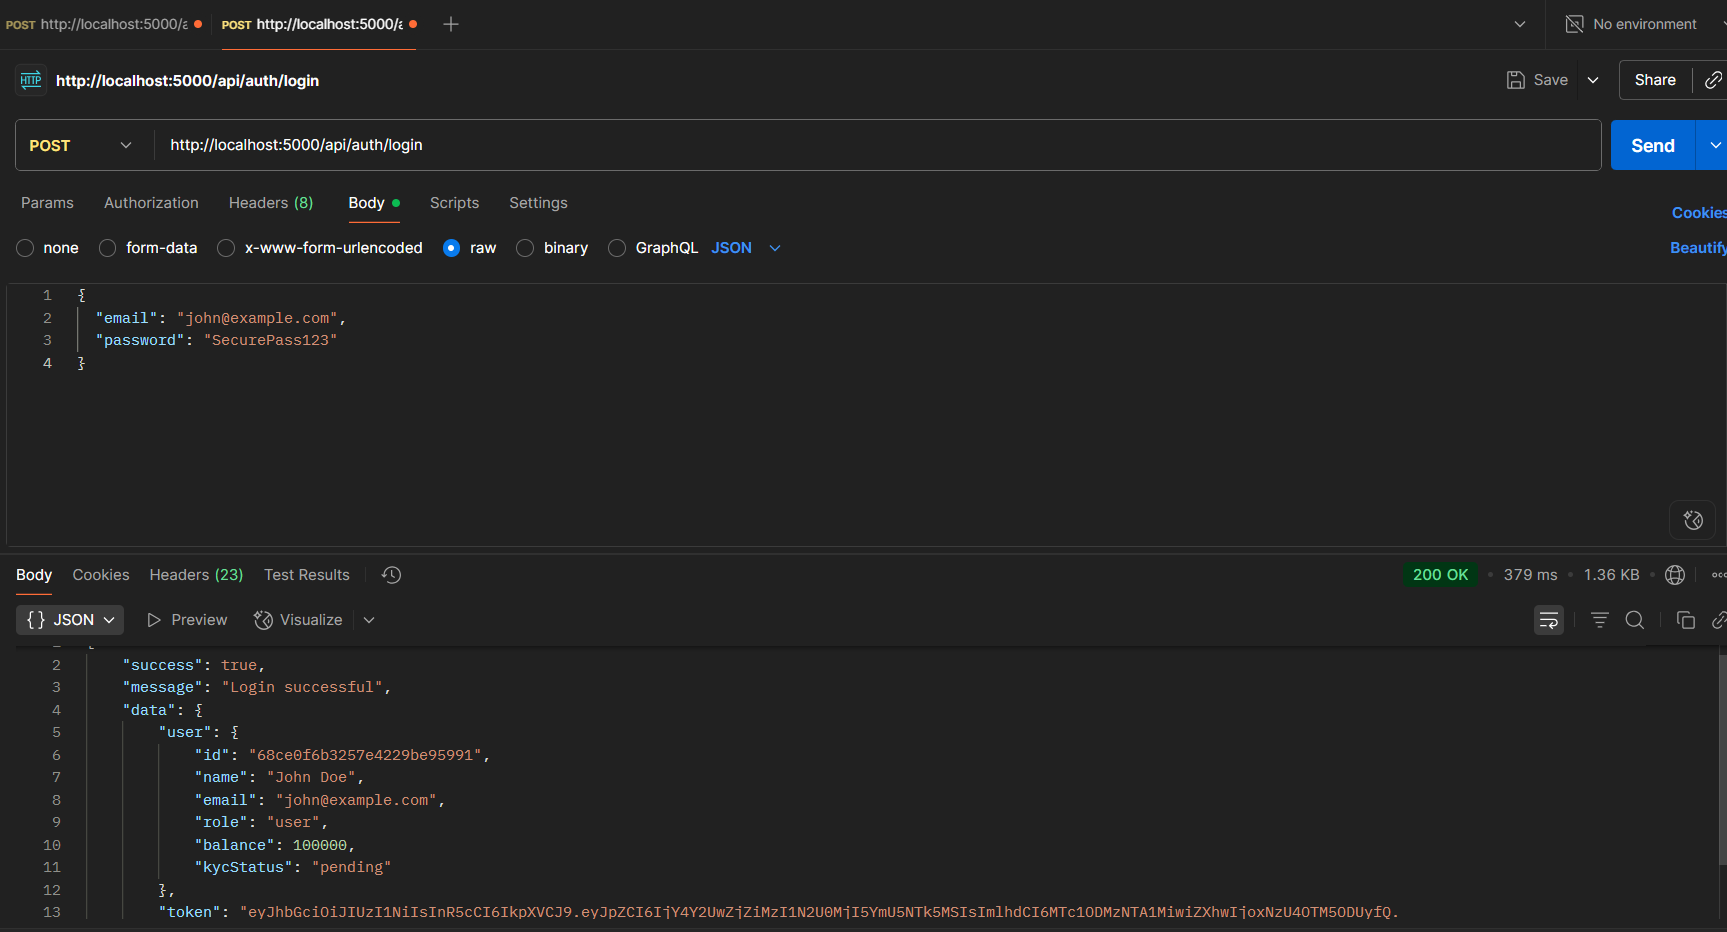 POST http://localhost:5000/a
POST http://localhost:5000/a
No environment
HTTP http://localhost:5000/api/auth/login
Save
Share
POST http://localhost:5000/api/auth/login
Send
Params Authorization Headers (8) Body Scripts Settings
Cookies
none form-data x-www-form-urlencoded raw binary GraphQL JSON
Beautify
1 {
2 "email": "john@example.com",
3 "password": "SecurePass123"
4 }
Body Cookies Headers (23) Test Results
200 OK • 379 ms • 1.36 KB •
{} JSON Preview Visualize
2 "success": true,
3 "message": "Login successful",
4 "data": {
5 "user": {
6 "id": "68ce0f6b3257e4229be95991",
7 "name": "John Doe",
8 "email": "john@example.com",
9 "role": "user",
10 "balance": 100000,
11 "kycStatus": "pending"
12 },
13 "token": "eyJhbGciOiJIUzI1NiIsInR5cCI6IkpXVCJ9.eyJpZCI6IjY4Y2UwZjZiMzI1N2U0MjI5YmU5NTk5MSIsImlhdCI6MTc1ODMzNTA1MiwiZXhwIjoxNzU4OTM5ODUyfQ.